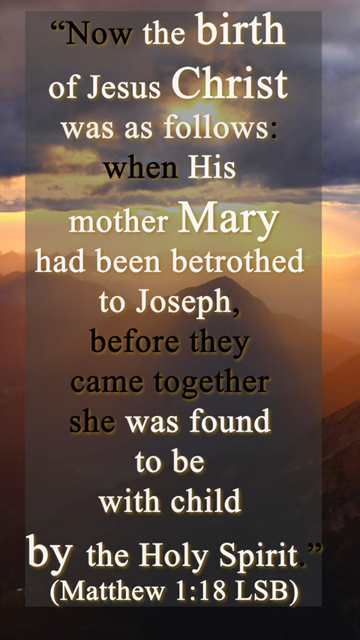 “Now the birth
of Jesus Christ
was as follows:
when His
mother Mary
had been betrothed
to Joseph,
before they
came together
she was found
to be
with child
by the Holy Spirit.”
(Matthew 1:18 LSB)